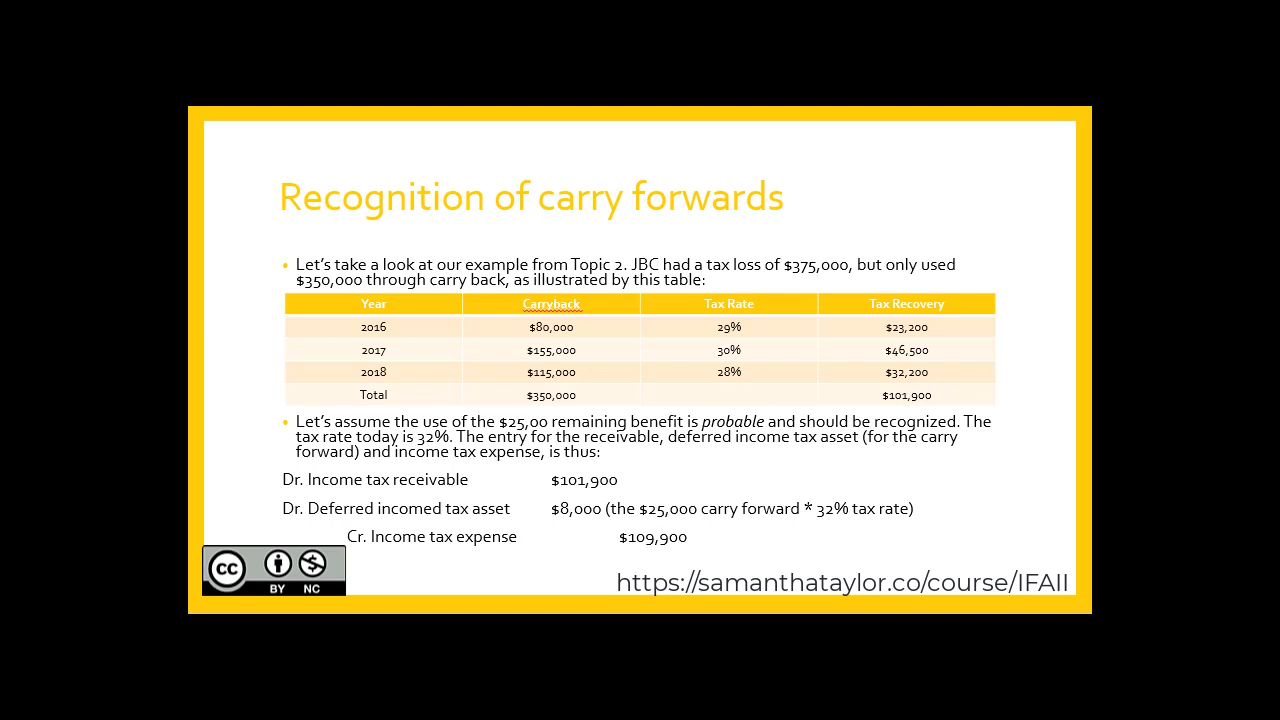 Recognition of carry forwards
• Let's take a look at our example from Topic 2. JBC had a tax loss of $375,000, but only used
$350,000 through carry back, as illustrated by this table:
Year Carryback Tax Rate Tax Recovery
2016 $80,000 29% $23,200
2017 $155,000 30% $46,500
2018 $115,000 28% $32,200
Total $350,000 $101,900
• Let's assume the use of the $25,00 remaining benefit is probable and should be recognized. The
tax rate today is 32%. The entry for the receivable, deferred income tax asset (for the carry
forward) and income tax expense, is thus:
Dr. Income tax receivable $101,900
Dr. Deferred incomed tax asset $8,000 (the $25,000 carry forward * 32% tax rate)
Cr. Income tax expense $109,900
cc BY NC
https://samanthataylor.co/course/IFAII